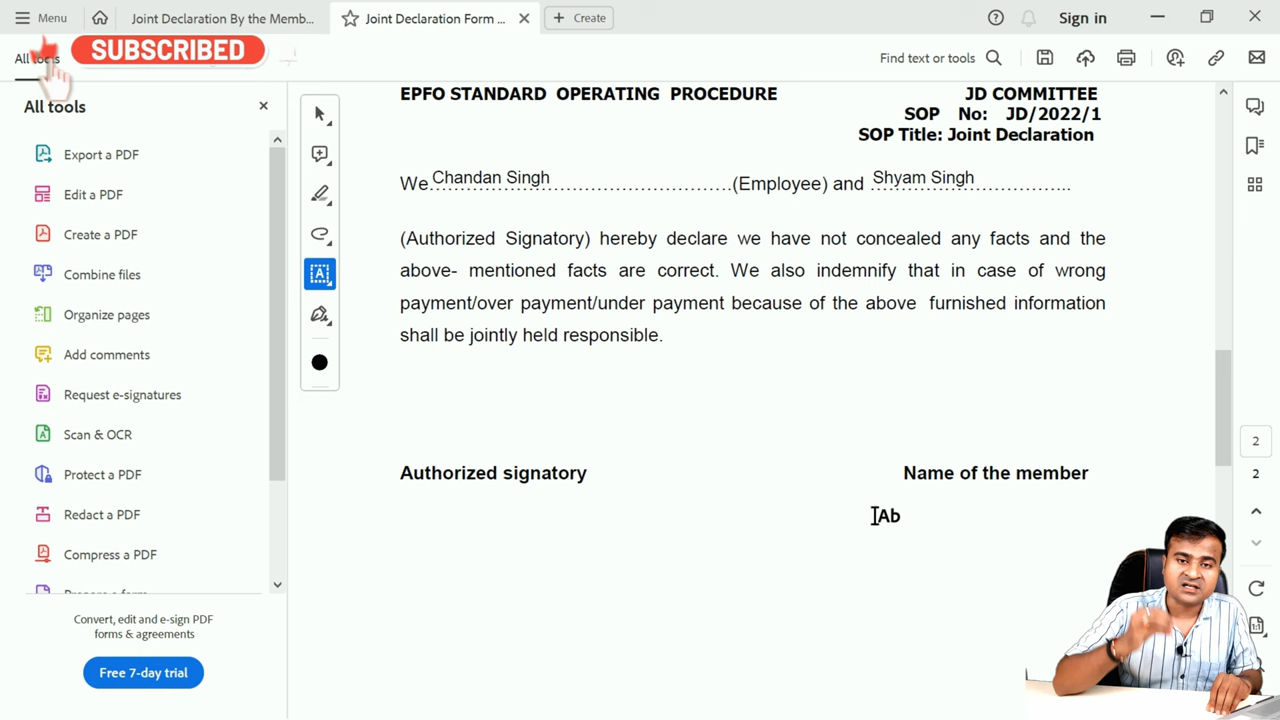 Menu
Joint Declaration By the Memb...
Joint Declaration Form ...
Create
Sign in
SUBSCRIBED
Find text or tools
All tools
EPFO STANDARD OPERATING PROCEDURE
JD COMMITTEE
SOP No: JD/2022/1
SOP Title: Joint Declaration
Export a PDF
Edit a PDF
Create a PDF
Combine files
Organize pages
Add comments
Request e-signatures
Scan & OCR
Protect a PDF
Redact a PDF
Compress a PDF
Convert, edit and e-sign PDF
forms & agreements
Free 7-day trial
We Chandan Singh ........................(Employee) and Shyam Singh ...................
(Authorized Signatory) hereby declare we have not concealed any facts and the
above- mentioned facts are correct. We also indemnify that in case of wrong
payment/over payment/under payment because of the above furnished information
shall be jointly held responsible.
Authorized signatory
Name of the member
Ab
2
2